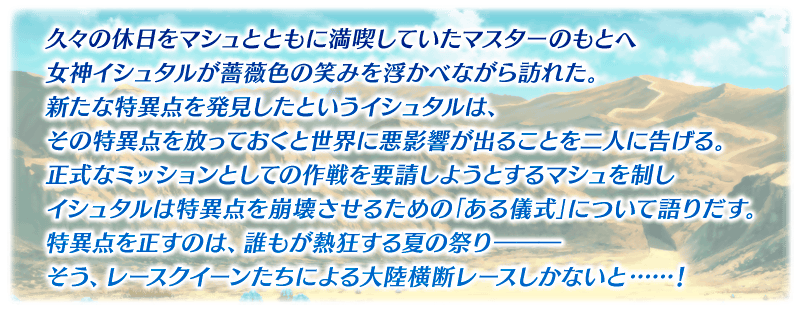 久々の休日をマシュとともに満喫していたマスターのもとへ
女神イシュタルが薔薇色の笑みを浮かべながら訪れた。
新たな特異点を発見したというイシュタルは、
その特異点を放っておくと世界に悪影響が出ることを二人に告げる。
正式なミッションとしての作戦を要請しようとするマシュを制し
イシュタルは特異点を崩壊させるための「ある儀式」について語りだす。
特異点を正すのは、誰もが熱狂する夏の祭り―――
そう、レースクイーンたちによる大陸横断レースしかないと……！